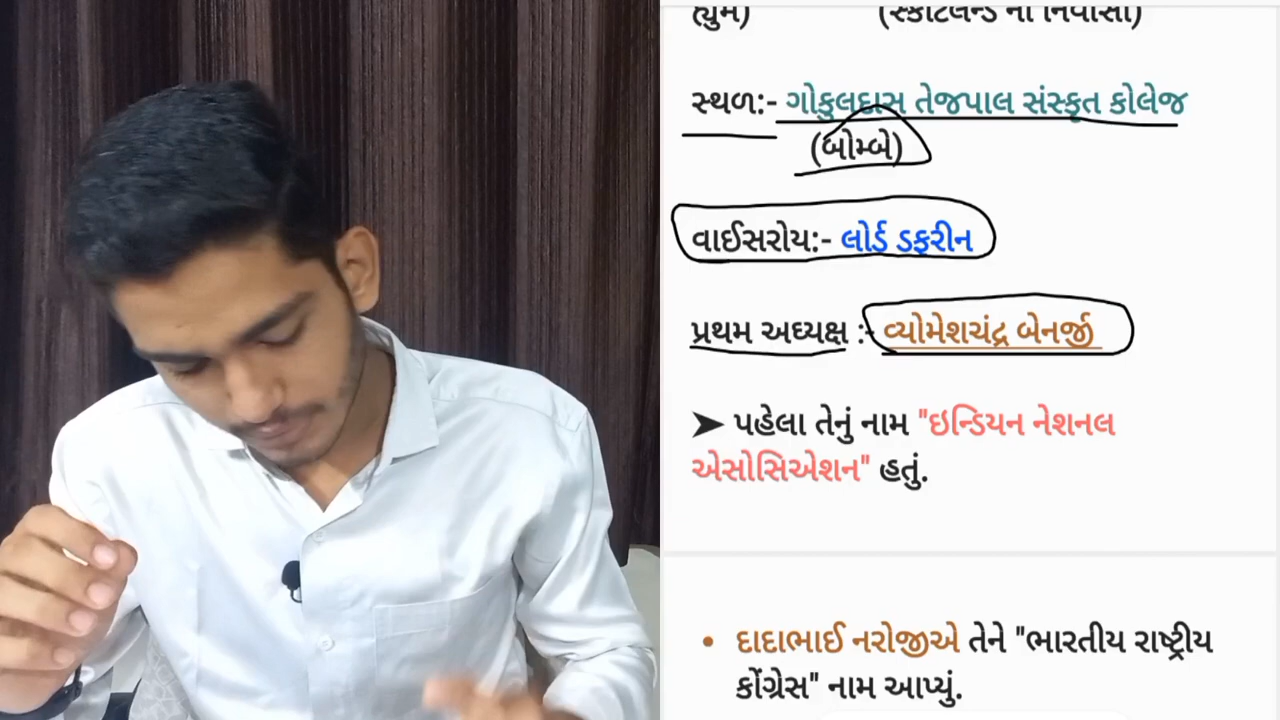 હ્યુમ) (સ્કોટલેન્ડ ના નિવાસી)
સ્થળ:- ગોકુલદાસ તેજપાલ સંસ્કૃત કોલેજ
(બોમ્બે)
વાઈસરોય:- લોર્ડ ડફરીન
પ્રથમ અધ્યક્ષ :- વ્યોમેશચંદ્ર બેનર્જી
➤ પહેલા તેનું નામ "ઇન્ડિયન નેશનલ
એસોસિએશન" હતું.
• દાદાભાઈ નરોજીએ તેને "ભારતીય રાષ્ટ્રીય
કોંગ્રેસ" નામ આપ્યું.